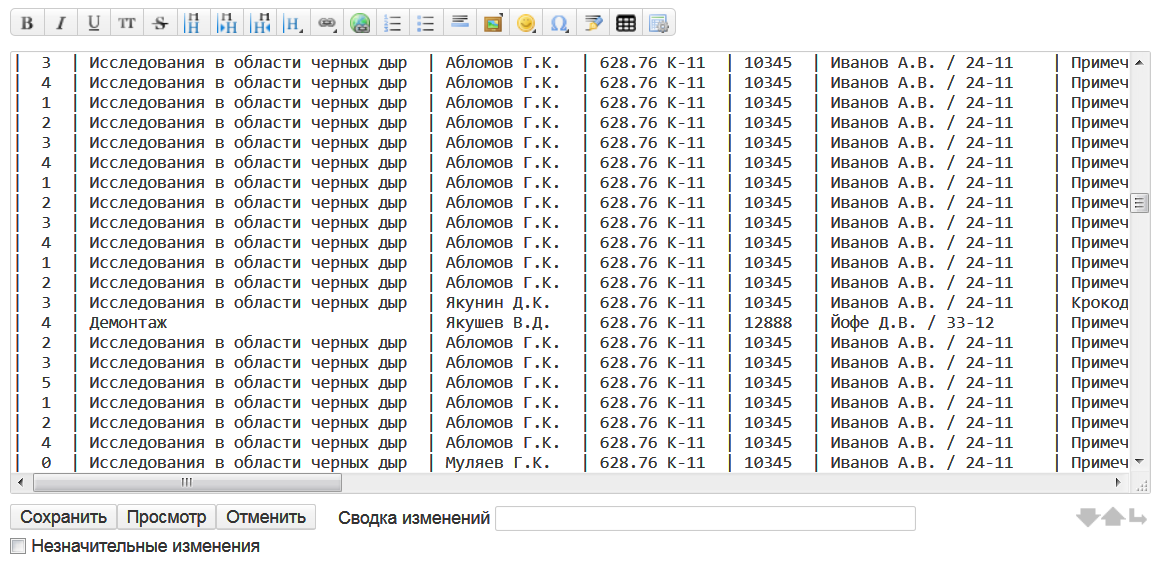 B I U TT S H H H H Ω
| 3 | Исследования в области черных дыр | Абломов Г.К. | 628.76 К-11 | 10345 | Иванов А.В. / 24-11 | Примеч
| 4 | Исследования в области черных дыр | Абломов Г.К. | 628.76 К-11 | 10345 | Иванов А.В. / 24-11 | Примеч
| 1 | Исследования в области черных дыр | Абломов Г.К. | 628.76 К-11 | 10345 | Иванов А.В. / 24-11 | Примеч
| 2 | Исследования в области черных дыр | Абломов Г.К. | 628.76 К-11 | 10345 | Иванов А.В. / 24-11 | Примеч
| 3 | Исследования в области черных дыр | Абломов Г.К. | 628.76 К-11 | 10345 | Иванов А.В. / 24-11 | Примеч
| 4 | Исследования в области черных дыр | Абломов Г.К. | 628.76 К-11 | 10345 | Иванов А.В. / 24-11 | Примеч
| 1 | Исследования в области черных дыр | Абломов Г.К. | 628.76 К-11 | 10345 | Иванов А.В. / 24-11 | Примеч
| 2 | Исследования в области черных дыр | Абломов Г.К. | 628.76 К-11 | 10345 | Иванов А.В. / 24-11 | Примеч
| 3 | Исследования в области черных дыр | Абломов Г.К. | 628.76 К-11 | 10345 | Иванов А.В. / 24-11 | Примеч
| 4 | Исследования в области черных дыр | Абломов Г.К. | 628.76 К-11 | 10345 | Иванов А.В. / 24-11 | Примеч
| 1 | Исследования в области черных дыр | Абломов Г.К. | 628.76 К-11 | 10345 | Иванов А.В. / 24-11 | Примеч
| 2 | Исследования в области черных дыр | Абломов Г.К. | 628.76 К-11 | 10345 | Иванов А.В. / 24-11 | Примеч
| 3 | Исследования в области черных дыр | Якунин Д.К. | 628.76 К-11 | 10345 | Иванов А.В. / 24-11 | Крокод
| 4 | Демонтаж | Якушев В.Д. | 628.76 К-11 | 12888 | Йофе Д.В. / 33-12 | Примеч
| 2 | Исследования в области черных дыр | Абломов Г.К. | 628.76 К-11 | 10345 | Иванов А.В. / 24-11 | Примеч
| 3 | Исследования в области черных дыр | Абломов Г.К. | 628.76 К-11 | 10345 | Иванов А.В. / 24-11 | Примеч
| 5 | Исследования в области черных дыр | Абломов Г.К. | 628.76 К-11 | 10345 | Иванов А.В. / 24-11 | Примеч
| 1 | Исследования в области черных дыр | Абломов Г.К. | 628.76 К-11 | 10345 | Иванов А.В. / 24-11 | Примеч
| 2 | Исследования в области черных дыр | Абломов Г.К. | 628.76 К-11 | 10345 | Иванов А.В. / 24-11 | Примеч
| 4 | Исследования в области черных дыр | Абломов Г.К. | 628.76 К-11 | 10345 | Иванов А.В. / 24-11 | Примеч
| 0 | Исследования в области черных дыр | Муляев Г.К. | 628.76 К-11 | 10345 | Иванов А.В. / 24-11 | Примеч
Сохранить Просмотр Отменить Сводка изменений
Незначительные изменения